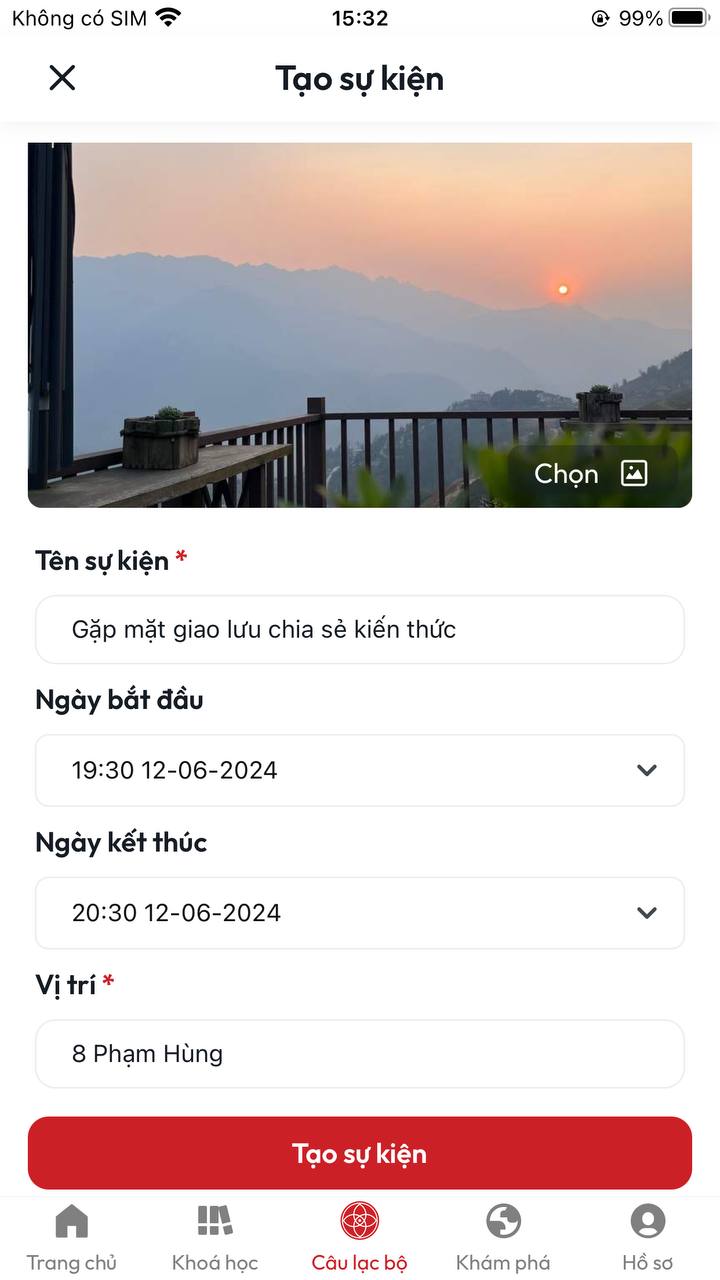 Không có SIM 15:32 99%
Tạo sự kiện
Chọn
Tên sự kiện *
Gặp mặt giao lưu chia sẻ kiến thức
Ngày bắt đầu
19:30 12-06-2024
Ngày kết thúc
20:30 12-06-2024
Vị trí *
8 Phạm Hùng
Tạo sự kiện
Trang chủ Khoá học Câu lạc bộ Khám phá Hồ sơ